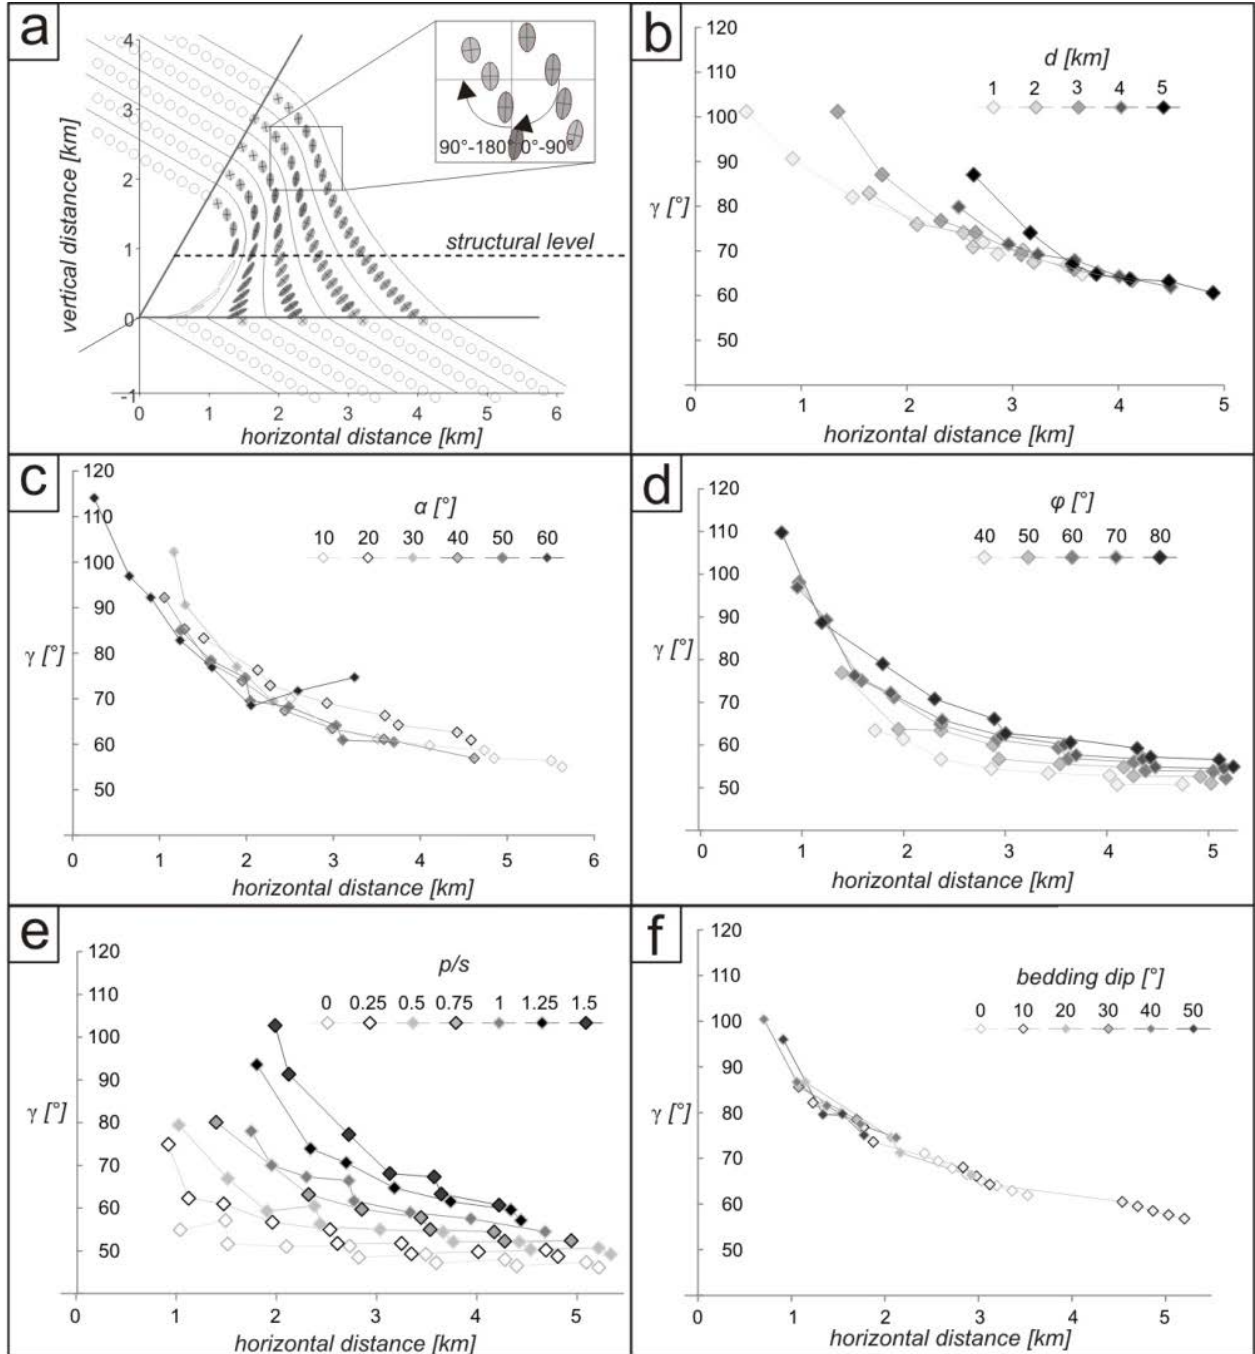 a
4
3
2
1
0
-1
vertical distance [km]
90°-180°
0°-90°
structural level
0 1 2 3 4 5 6
horizontal distance [km]
b
120
110
100
90
80
70
60
50
γ [°]
d [km]
1 2 3 4 5
0 1 2 3 4 5
horizontal distance [km]
c
120
110
100
90
80
70
60
50
γ [°]
α [°]
10 20 30 40 50 60
0 1 2 3 4 5 6
horizontal distance [km]
d
120
110
100
90
80
70
60
50
γ [°]
φ [°]
40 50 60 70 80
0 1 2 3 4 5
horizontal distance [km]
e
120
110
100
90
80
70
60
50
γ [°]
p/s
0 0.25 0.5 0.75 1 1.25 1.5
0 1 2 3 4 5
horizontal distance [km]
f
120
110
100
90
80
70
60
50
γ [°]
bedding dip [°]
0 10 20 30 40 50
0 1 2 3 4 5
horizontal distance [km]